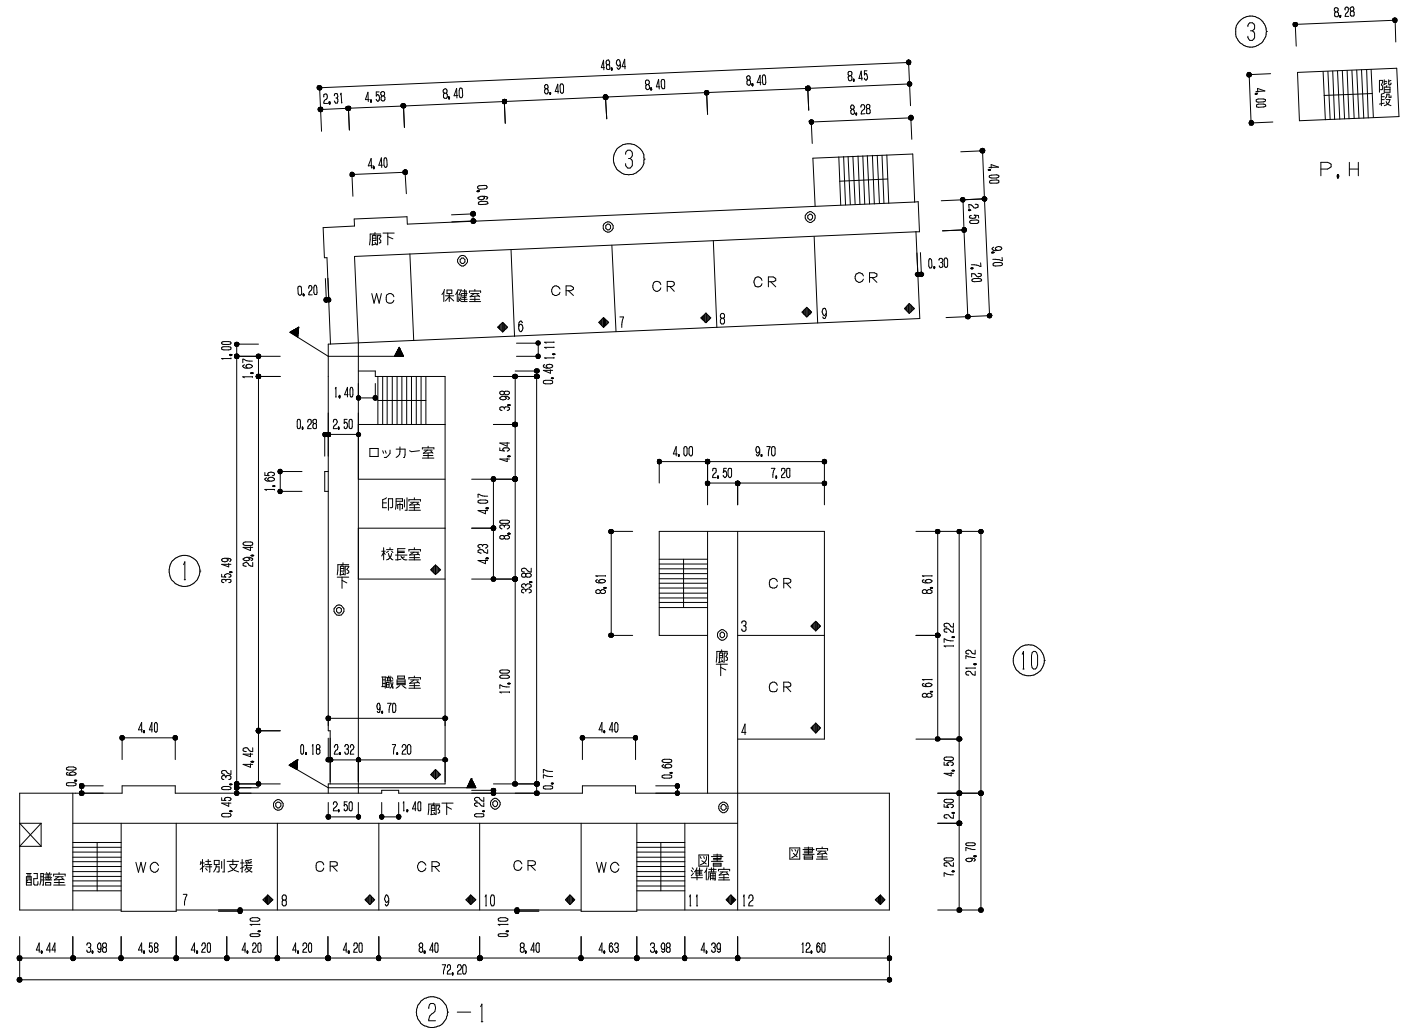 8.28
③
4.00
階段
P.H
48.94
2.31 4.58 8.40 8.40 8.40 8.40 8.45
8.28
③
4.40
0.60
4.00
2.50
9.70
7.20
0.30
廊下
0.20
WC 保健室 CR CR CR CR
6 7 8 9
1.00
1.67
1.11
0.46
1.40
3.98
0.28 2.50
ロッカー室
4.54
1.65
印刷室
4.07
8.30
校長室
4.23
①
35.49
29.40
廊下
33.82
職員室
17.00
9.70
0.18 2.32 7.20
4.42
0.32
0.77
4.00 9.70
2.50 7.20
8.61
CR
3
廊下
CR
4
8.61
17.22
8.61
21.72
4.50
⑩
4.40
4.40
0.60
0.60
0.45
2.50 1.40 廊下 0.22
2.50
7.20
9.70
配膳室 WC 特別支援 CR CR CR WC 図書
準備室 図書室
7 8 9 10 11 12
0.10
0.10
4.44 3.98 4.58 4.20 4.20 4.20 4.20 8.40 8.40 4.63 3.98 4.39 12.60
72.20
②-1